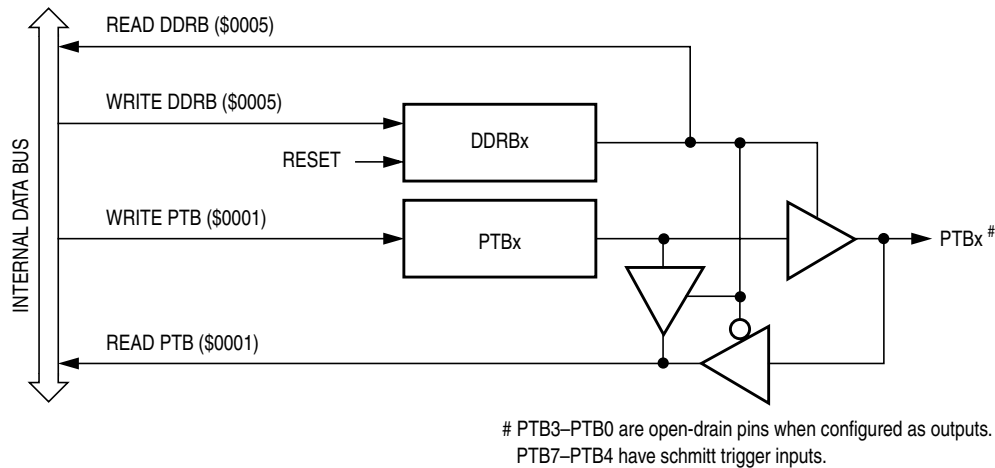 READ DDRB ($0005)
WRITE DDRB ($0005)
DDRBx
RESET
INTERNAL DATA BUS
WRITE PTB ($0001)
PTBx
PTBx #
READ PTB ($0001)
# PTB3–PTB0 are open-drain pins when configured as outputs.
PTB7–PTB4 have schmitt trigger inputs.